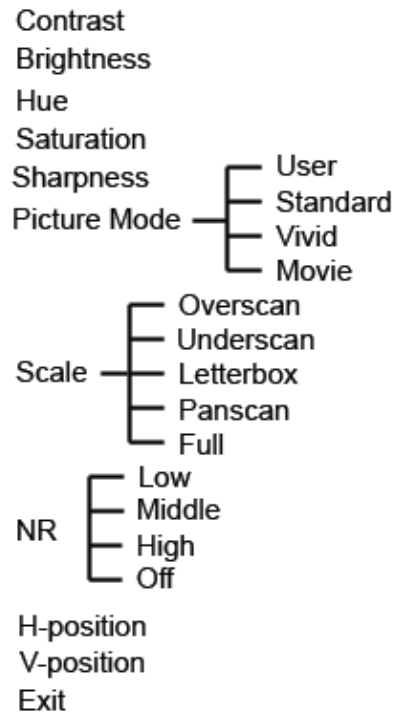 Contrast
Brightness
Hue
Saturation
Sharpness
Picture Mode
User
Standard
Vivid
Movie
Scale
Overscan
Underscan
Letterbox
Panscan
Full
NR
Low
Middle
High
Off
H-position
V-position
Exit